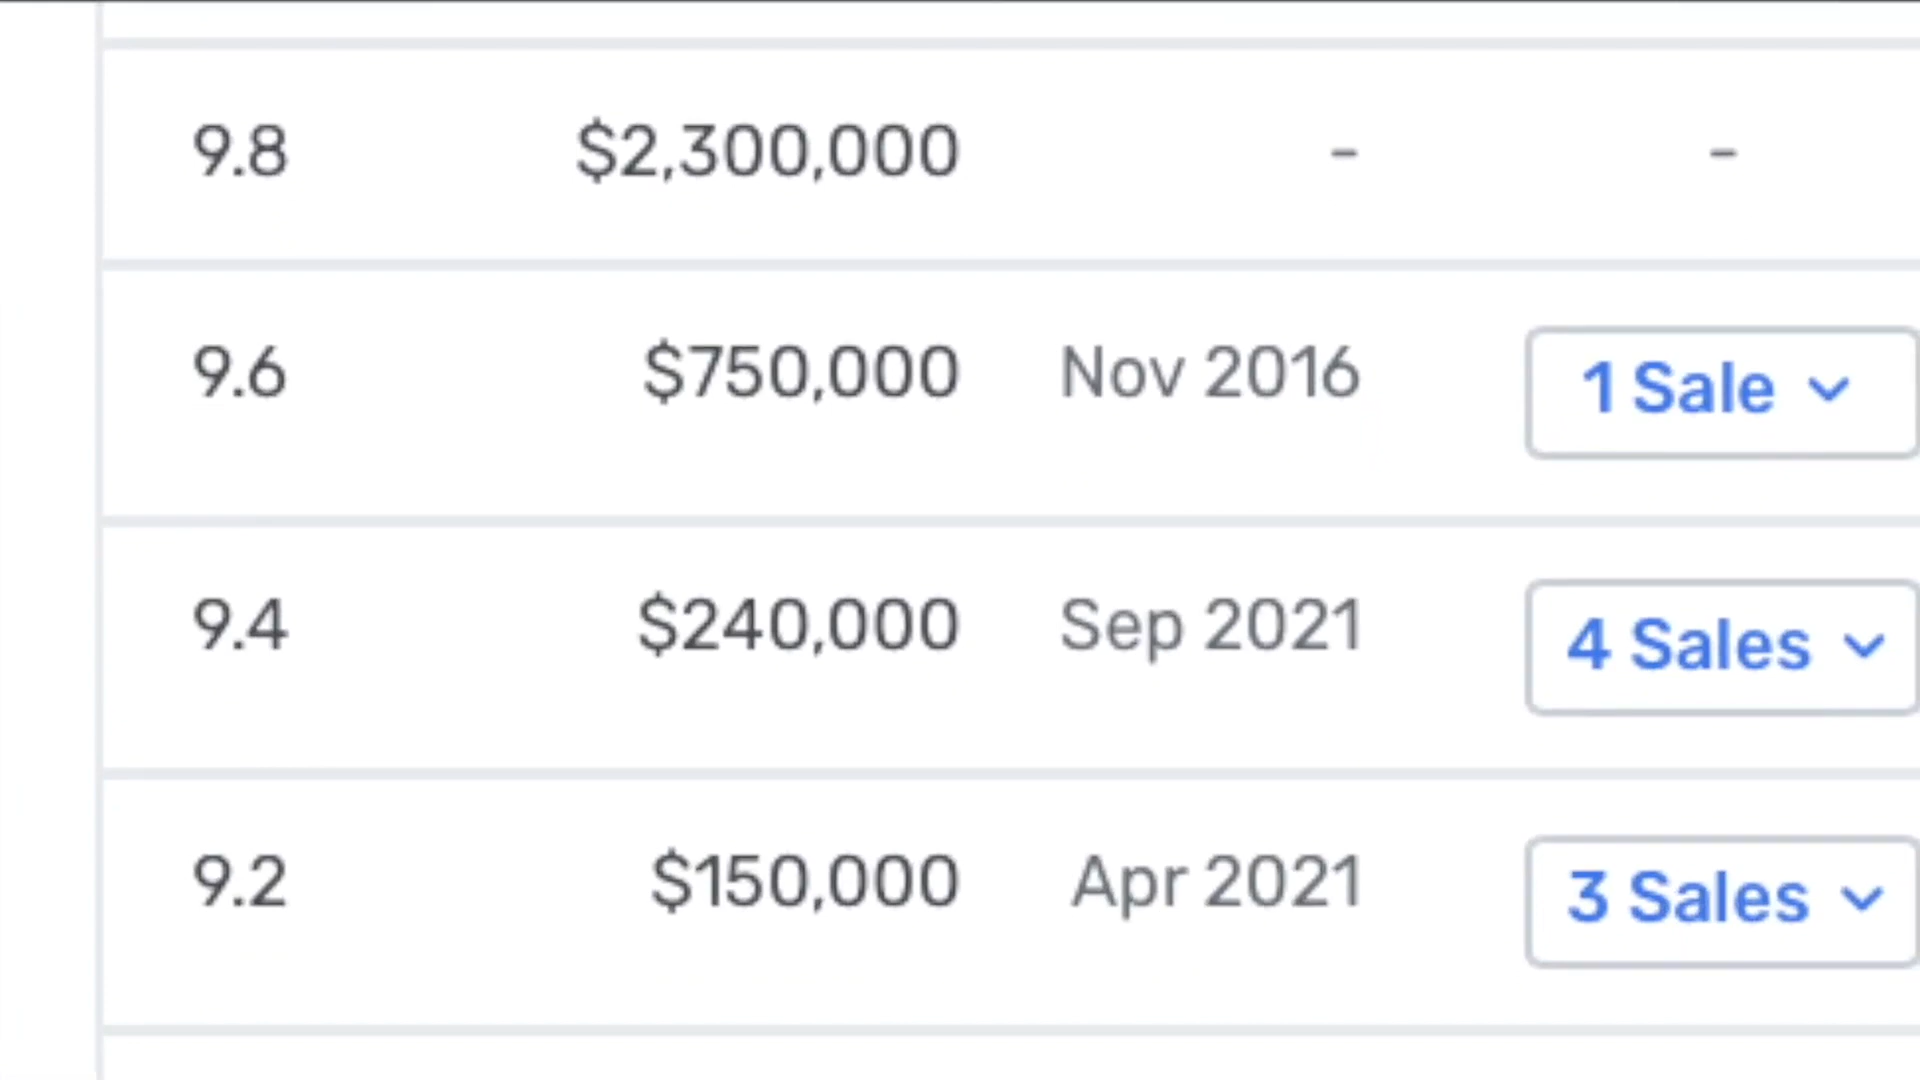 9.8 $2,300,000 - -
9.6 $750,000 Nov 2016 1 Sale
9.4 $240,000 Sep 2021 4 Sales
9.2 $150,000 Apr 2021 3 Sales